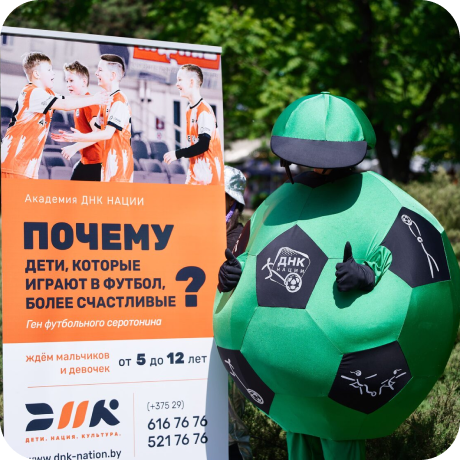 Академия ДНК НАЦИИ
ПОЧЕМУ
ДЕТИ, КОТОРЫЕ
ИГРАЮТ В ФУТБОЛ,
БОЛЕЕ СЧАСТЛИВЫЕ ?
Ген футбольного серотонина
ждём мальчиков
и девочек от 5 до 12 лет
ДНК
ДЕТИ. НАЦИЯ. КУЛЬТУРА.
(+375 29)
616 76 76
521 76 76
www.dnk-nation.by
ДНК
НАЦИИ